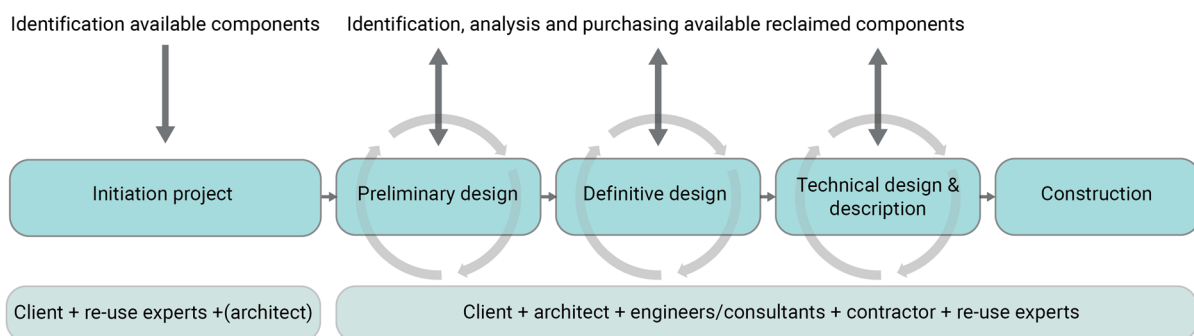 Identification available components
Identification, analysis and purchasing available reclaimed components
Initiation project
Preliminary design
Definitive design
Technical design &
description
Construction
Client + re-use experts +(architect)
Client + architect + engineers/consultants + contractor + re-use experts